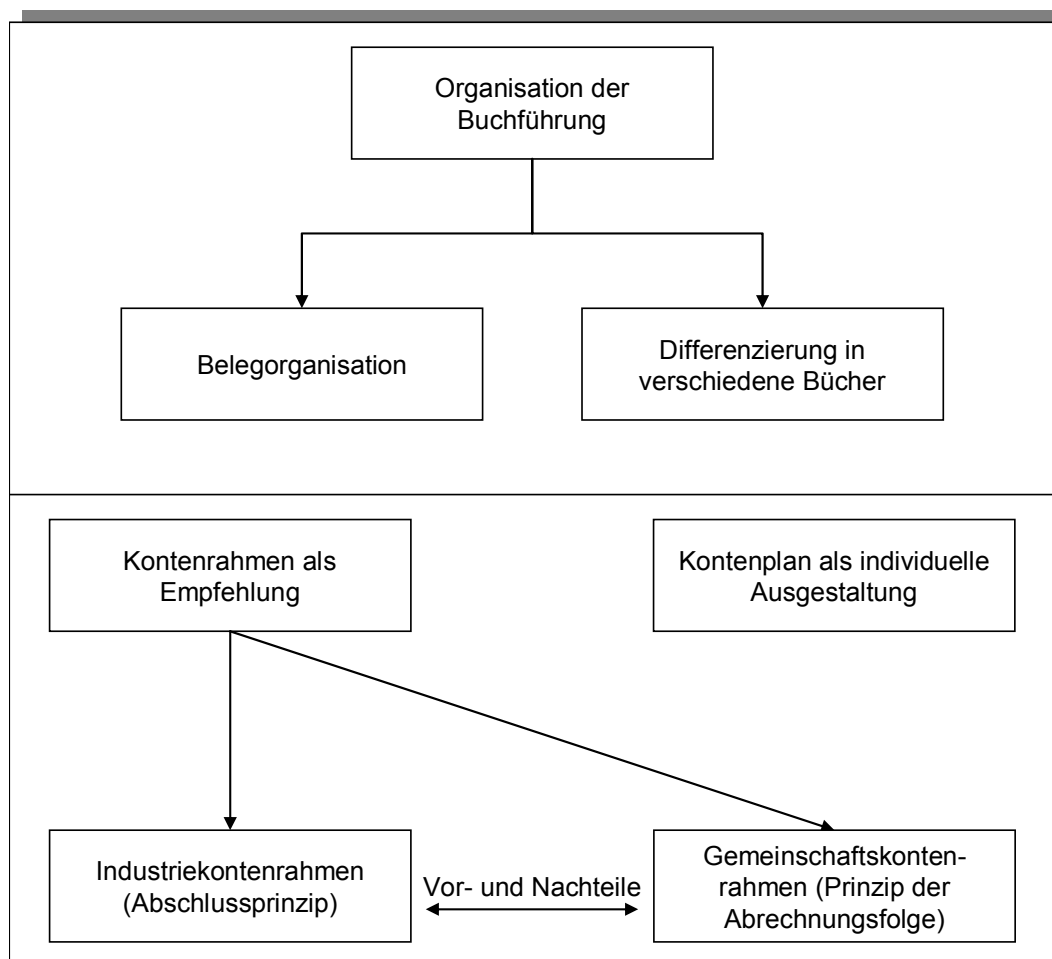 Organisation der
Buchführung
Belegorganisation
Differenzierung in
verschiedene Bücher
Kontenrahmen als
Empfehlung
Kontenplan als individuelle
Ausgestaltung
Industriekontenrahmen
(Abschlussprinzip)
Vor- und Nachteile
Gemeinschaftskonten-
rahmen (Prinzip der
Abrechnungsfolge)